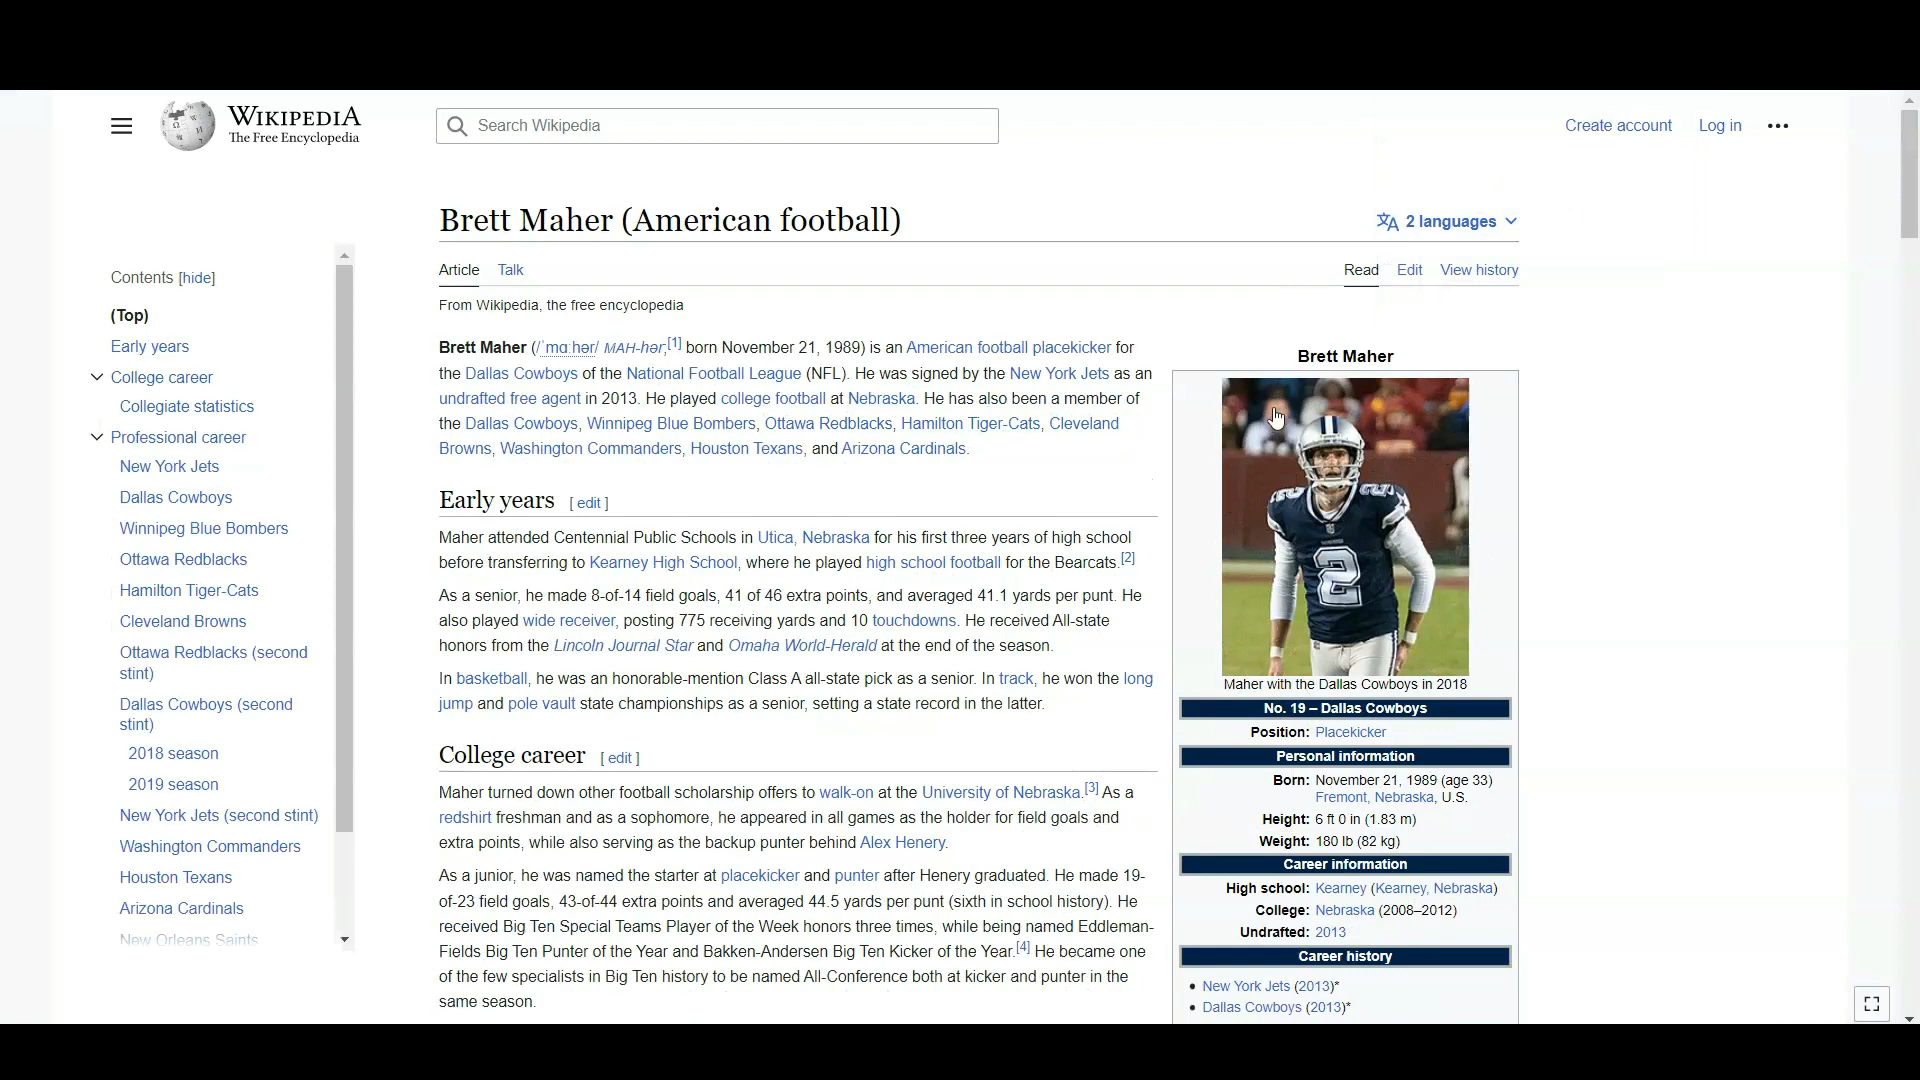 WIKIPEDIA
The Free Encyclopedia
Search Wikipedia
Create account
Log in
Brett Maher (American football)
2 languages
Contents [hide]
(Top)
Early years
College career
Collegiate statistics
Professional career
New York Jets
Dallas Cowboys
Winnipeg Blue Bombers
Ottawa Redblacks
Hamilton Tiger-Cats
Cleveland Browns
Ottawa Redblacks (second
stint)
Dallas Cowboys (second
stint)
2018 season
2019 season
New York Jets (second stint)
Washington Commanders
Houston Texans
Arizona Cardinals
New Orleans Saints
Article
Talk
Read
Edit
View history
From Wikipedia, the free encyclopedia
Brett Maher (/ˈmɑːhər/ MAH-hər;[1] born November 21, 1989) is an American football placekicker for
the Dallas Cowboys of the National Football League (NFL). He was signed by the New York Jets as an
undrafted free agent in 2013. He played college football at Nebraska. He has also been a member of
the Dallas Cowboys, Winnipeg Blue Bombers, Ottawa Redblacks, Hamilton Tiger-Cats, Cleveland
Browns, Washington Commanders, Houston Texans, and Arizona Cardinals.
Early years [ edit ]
Maher attended Centennial Public Schools in Utica, Nebraska for his first three years of high school
before transferring to Kearney High School, where he played high school football for the Bearcats.[2]
As a senior, he made 8-of-14 field goals, 41 of 46 extra points, and averaged 41.1 yards per punt. He
also played wide receiver, posting 775 receiving yards and 10 touchdowns. He received All-state
honors from the Lincoln Journal Star and Omaha World-Herald at the end of the season.
In basketball, he was an honorable-mention Class A all-state pick as a senior. In track, he won the long
jump and pole vault state championships as a senior, setting a state record in the latter.
College career [ edit ]
Maher turned down other football scholarship offers to walk-on at the University of Nebraska.[3] As a
redshirt freshman and as a sophomore, he appeared in all games as the holder for field goals and
extra points, while also serving as the backup punter behind Alex Henery.
As a junior, he was named the starter at placekicker and punter after Henery graduated. He made 19-
of-23 field goals, 43-of-44 extra points and averaged 44.5 yards per punt (sixth in school history). He
received Big Ten Special Teams Player of the Week honors three times, while being named Eddleman-
Fields Big Ten Punter of the Year and Bakken-Andersen Big Ten Kicker of the Year.[4] He became one
of the few specialists in Big Ten history to be named All-Conference both at kicker and punter in the
same season.
Brett Maher
2
2
Maher with the Dallas Cowboys in 2018
No. 19 – Dallas Cowboys
Position: Placekicker
Personal information
Born: November 21, 1989 (age 33)
Fremont, Nebraska, U.S.
Height: 6 ft 0 in (1.83 m)
Weight: 180 lb (82 kg)
Career information
High school: Kearney (Kearney, Nebraska)
College: Nebraska (2008–2012)
Undrafted: 2013
Career history
• New York Jets (2013)*
• Dallas Cowboys (2013)*